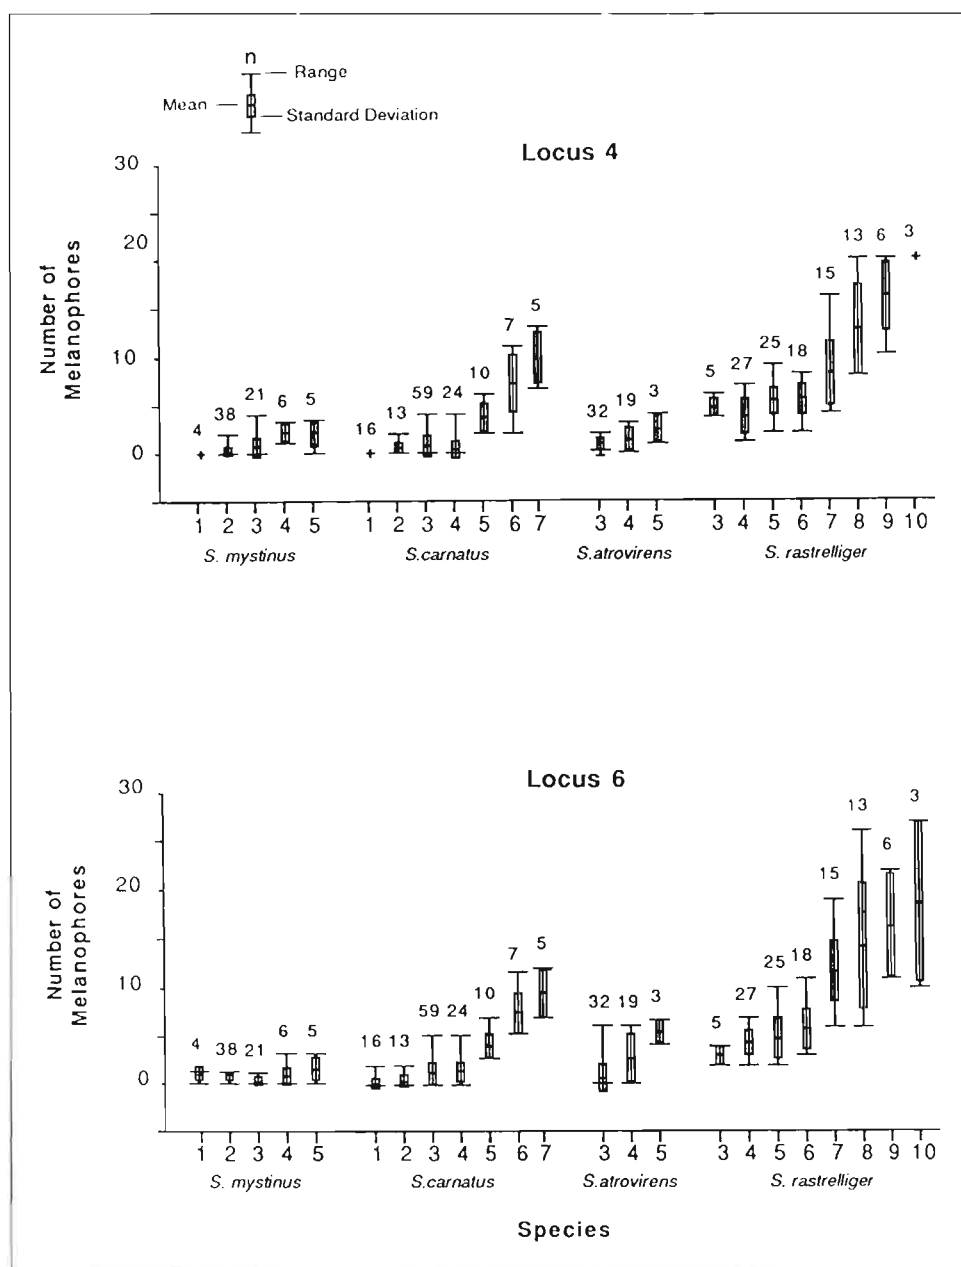 n
Range
Mean
Standard Deviation
Locus 4
30
20
10
0
Number of
Melanophores
4 38 21 6 5 16 13 59 24 10 7 5 32 19 3 5 27 25 18 15 13 6 3
1 2 3 4 5 1 2 3 4 5 6 7 3 4 5 3 4 5 6 7 8 9 10
S. mystinus S.carnatus S.atrovirens S. rastrelliger
Locus 6
30
20
10
0
Number of
Melanophores
4 38 21 6 5 16 13 59 24 10 7 5 32 19 3 5 27 25 18 15 13 6 3
1 2 3 4 5 1 2 3 4 5 6 7 3 4 5 3 4 5 6 7 8 9 10
S. mystinus S.carnatus S.atrovirens S. rastrelliger
Species